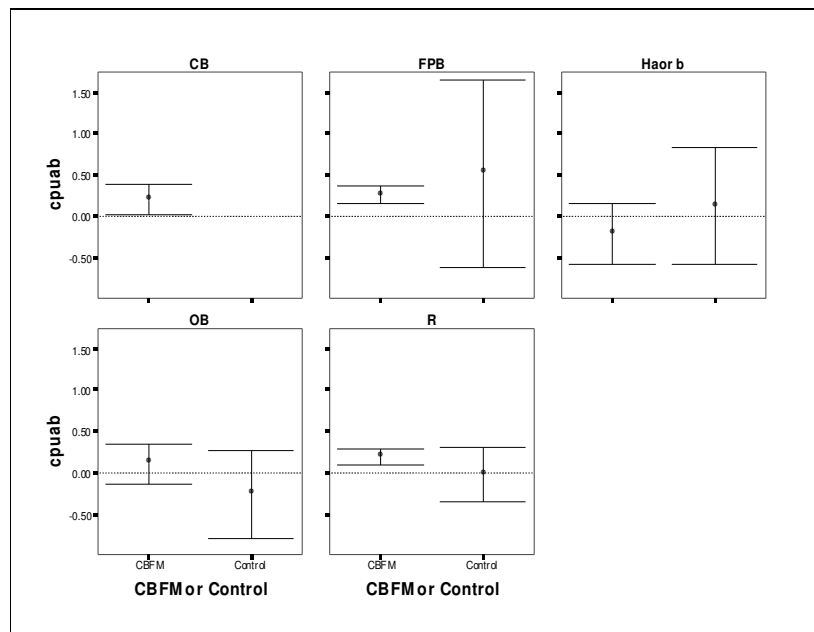 CB
FPB
Haor b
1.50
1.00
0.50
0.00
-0.50
cpuab
OB
R
1.50
1.00
0.50
0.00
-0.50
cpuab
CBFM
Control
CBFM
Control
CBFM or Control
CBFM or Control